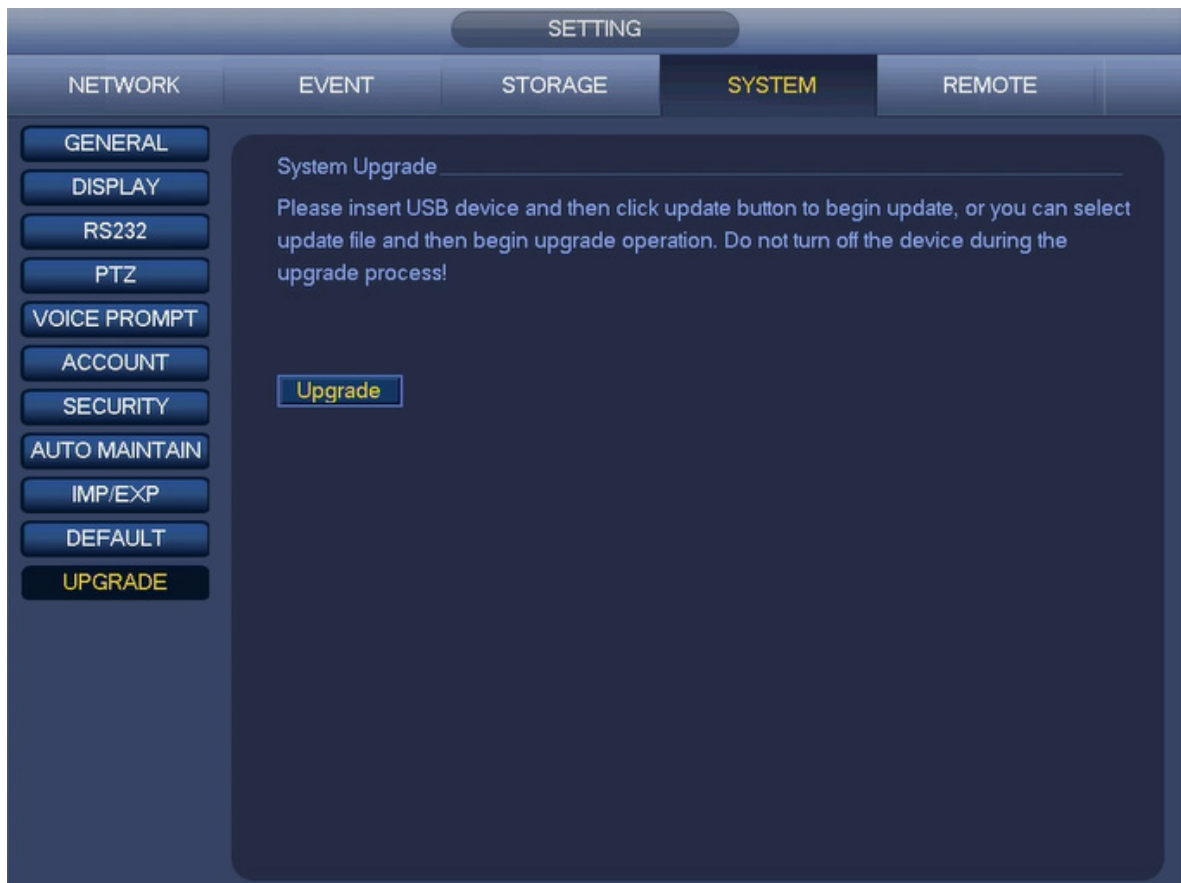 SETTING
NETWORK EVENT STORAGE SYSTEM REMOTE
GENERAL
DISPLAY
RS232
PTZ
VOICE PROMPT
ACCOUNT
SECURITY
AUTO MAINTAIN
IMP/EXP
DEFAULT
UPGRADE
System Upgrade
Please insert USB device and then click update button to begin update, or you can select
update file and then begin upgrade operation. Do not turn off the device during the
upgrade process!
Upgrade